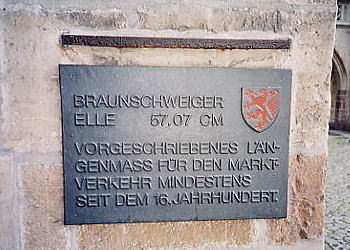 BRAUNSCHWEIGER
ELLE 57.07 CM
VORGESCHRIEBENES LÄN-
GENMASS FÜR DEN MARKT-
VERKEHR MINDESTENS
SEIT DEM 16. JAHRHUNDERT.